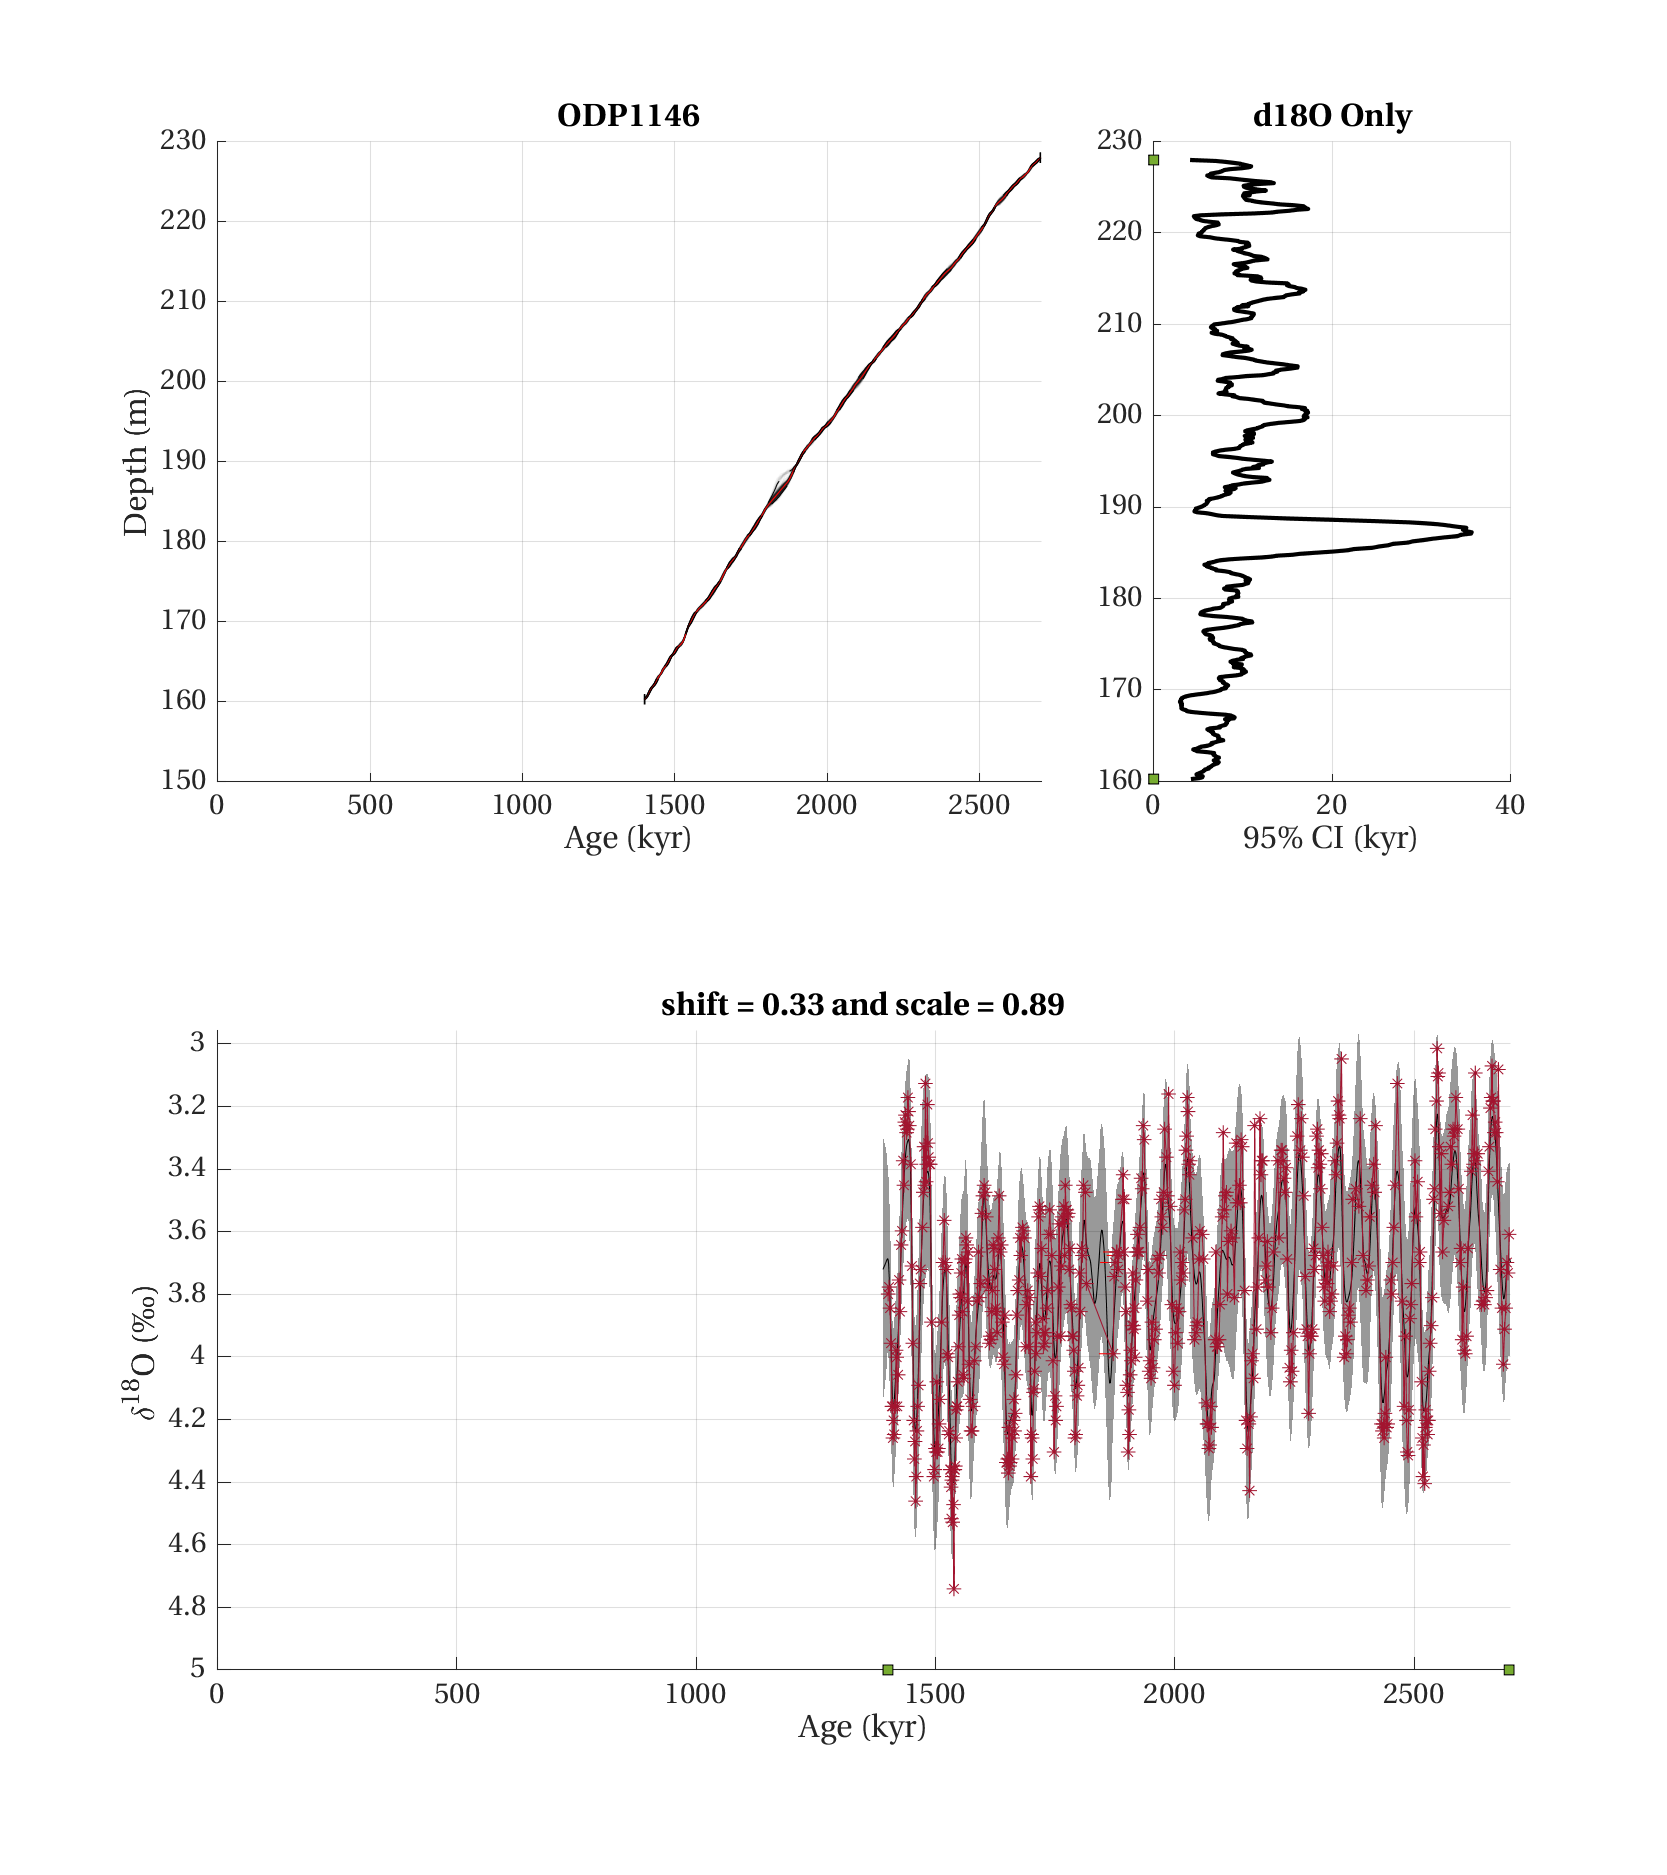 ODP1146
230
220
210
200
190
180
170
160
150
0 500 1000 1500 2000 2500
Age (kyr)
Depth (m)
d18O Only
230
220
210
200
190
180
170
160
0 20 40
95% CI (kyr)
shift = 0.33 and scale = 0.89
3
3.2
3.4
3.6
3.8
4
4.2
4.4
4.6
4.8
5
0 500 1000 1500 2000 2500
Age (kyr)
δ18O (‰)